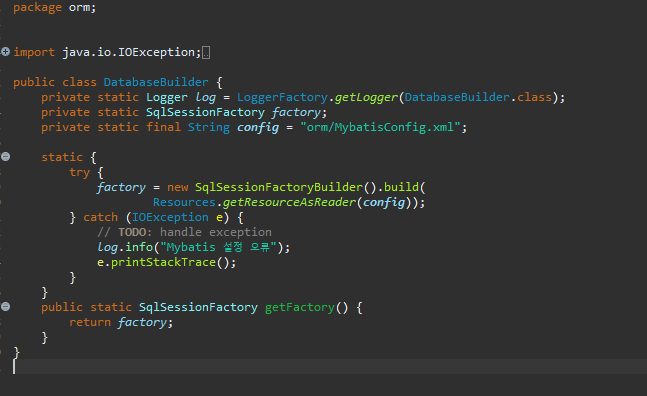 package orm;
import java.io.IOException;
public class DatabaseBuilder {
    private static Logger log = LoggerFactory.getLogger(DatabaseBuilder.class);
    private static SqlSessionFactory factory;
    private static final String config = "orm/MybatisConfig.xml";
    static {
        try {
            factory = new SqlSessionFactoryBuilder().build(
                    Resources.getResourceAsReader(config));
        } catch (IOException e) {
            // TODO: handle exception
            log.info("Mybatis 설정 오류");
            e.printStackTrace();
        }
    }
    public static SqlSessionFactory getFactory() {
        return factory;
    }
}